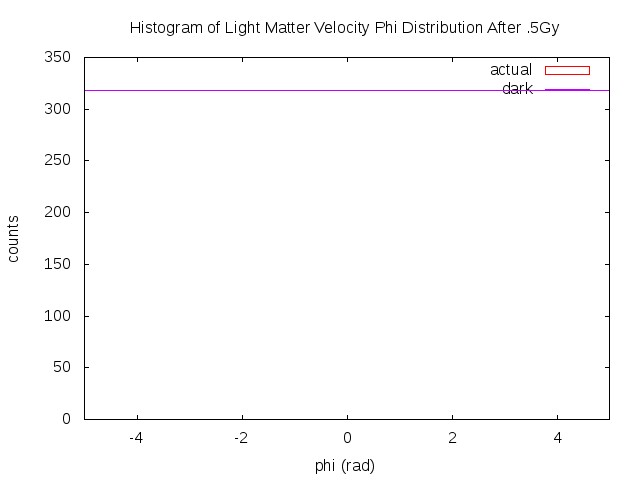 Histogram of Light Matter Velocity Phi Distribution After .5Gy
350
300
250
200
150
100
50
0
counts
actual
dark
-4 -2 0 2 4
phi (rad)